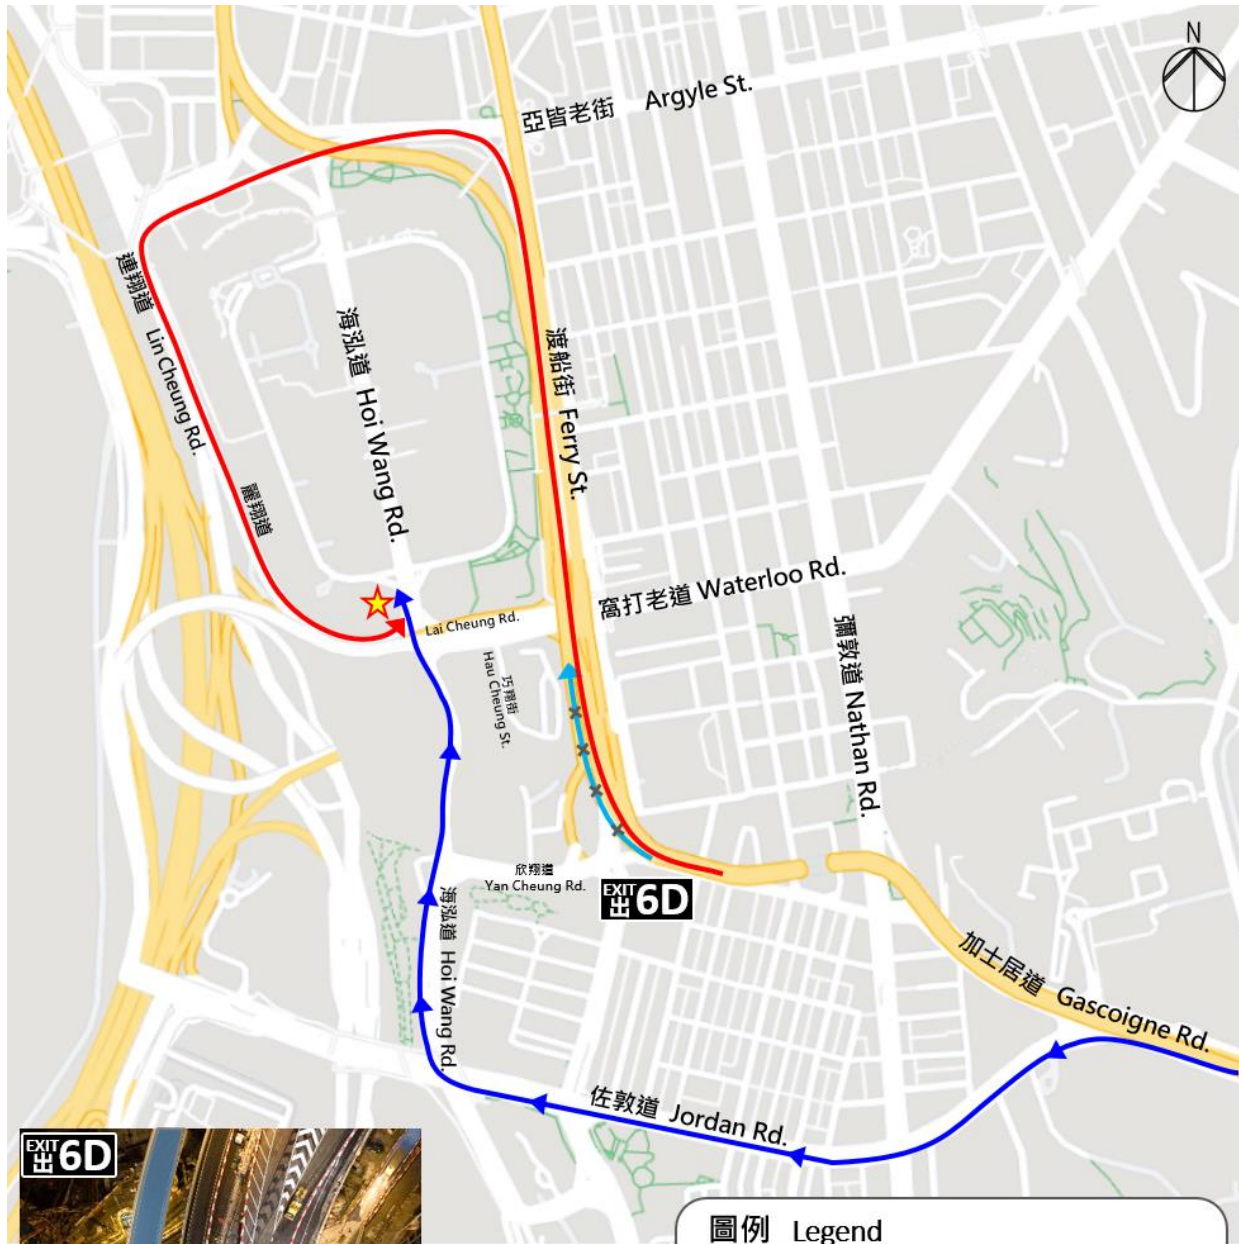 N
亞皆老街 Argyle St.
連翔道 Lin Cheung Rd.
海泓道 Hoi Wang Rd.
渡船街 Ferry St.
麗翔道
窩打老道 Waterloo Rd.
Lai Cheung Rd.
巧翔街
Hau Cheung St.
彌敦道 Nathan Rd.
欣翔道
Yan Cheung Rd.
EXIT
出 6D
海泓道 Hoi Wang Rd.
加士居道 Gascoigne Rd.
佐敦道 Jordan Rd.
EXIT
出 6D
圖例 Legend